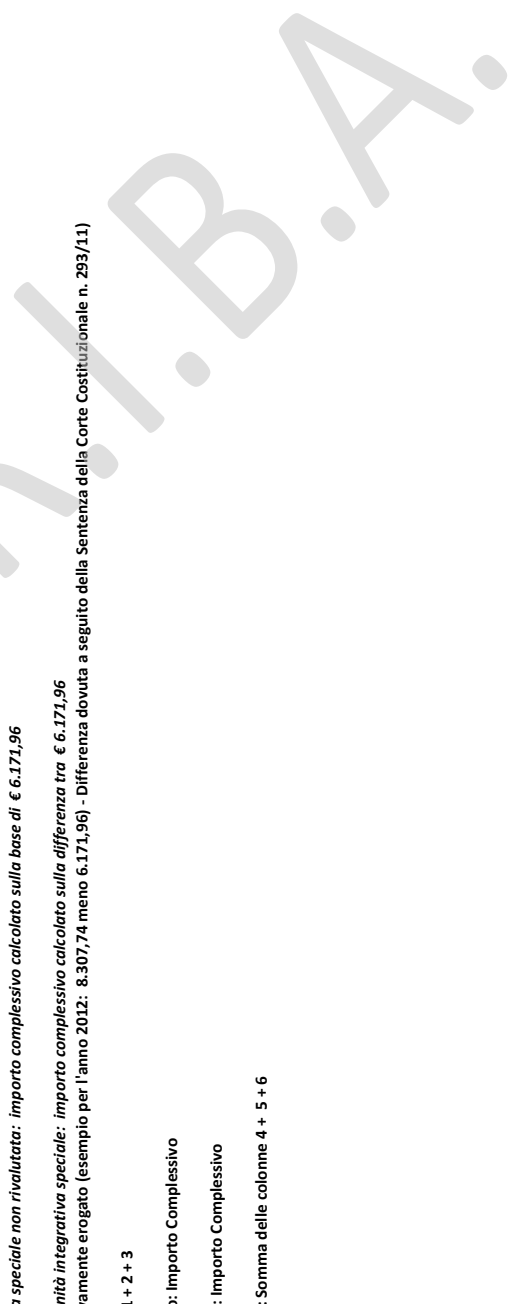 a speciale non rivalutata: importo complessivo calcolato sulla base di € 6.171,96
nità integrativa speciale: importo complessivo calcolato sulla differenza tra € 6.171,96
vamente erogato (esempio per l'anno 2012: 8.307,74 meno 6.171,96) - Differenza dovuta a seguito della Sentenza della Corte Costituzionale n. 293/11)
1 + 2 + 3
o: Importo Complessivo
: Importo Complessivo
: Somma delle colonne 4 + 5 + 6
.I.B.A.